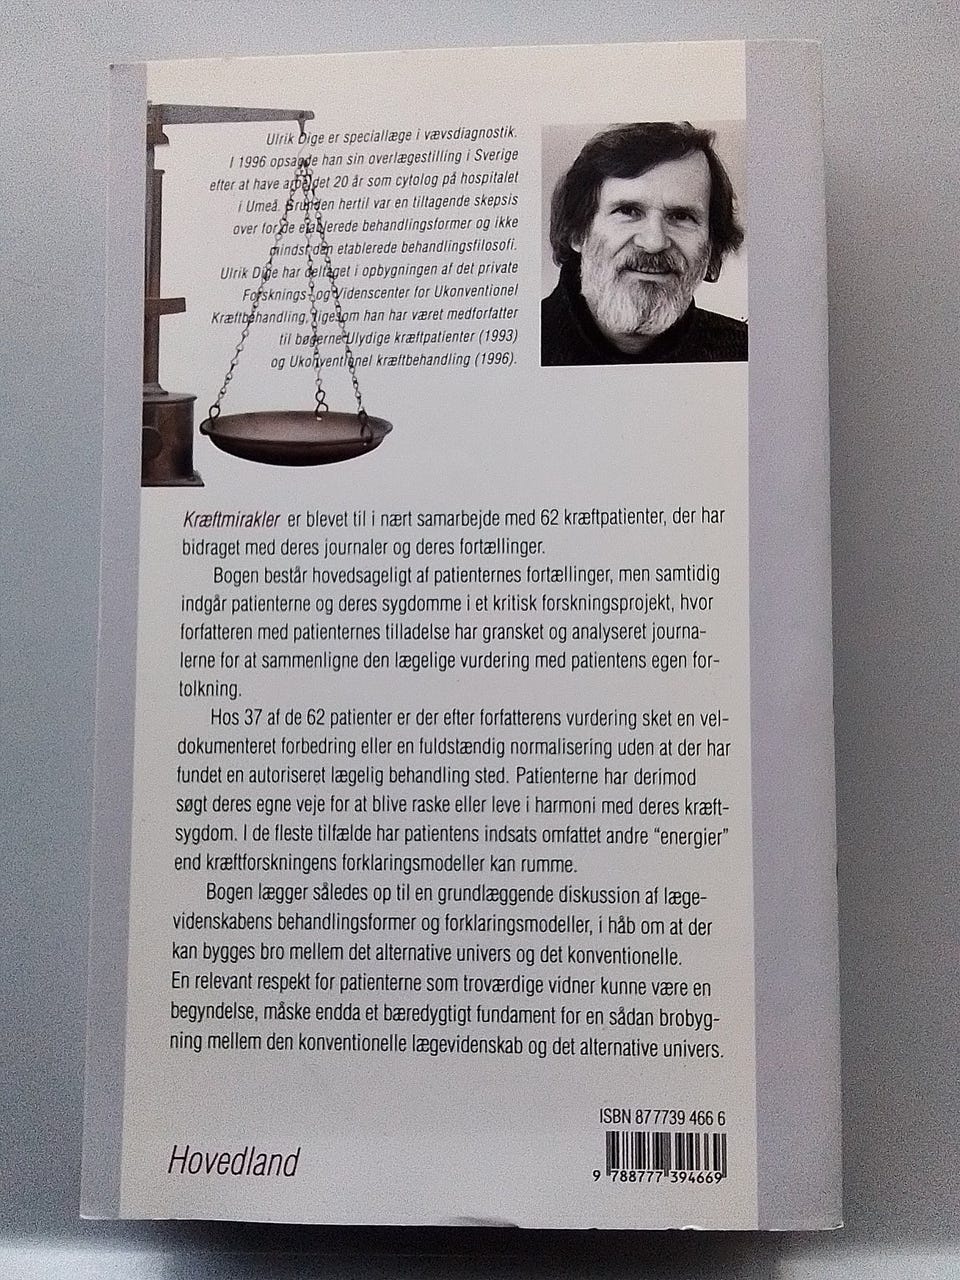 Ulrik Dige er speciallæge i vævsdiagnostik.
I 1996 opsagde han sin overlægestilling i Sverige
efter at have arbejdet 20 år som cytolog på hospitalet
i Umeå. Grunden hertil var en tiltagende skepsis
over for de etablerede behandlingsformer og ikke
mindst den etablerede behandlingsfilosofi.
Ulrik Dige har deltaget i opbygningen af det private
Forsknings- og Videnscenter for Ukonventionel
Kræftbehandling, ligesom han har været medforfatter
til bøgerne Ulydige kræftpatienter (1993)
og Ukonventionel kræftbehandling (1996).
Kræftmirakler er blevet til i nært samarbejde med 62 kræftpatienter, der har
bidraget med deres journaler og deres fortællinger.
Bogen består hovedsageligt af patienternes fortællinger, men samtidig
indgår patienterne og deres sygdomme i et kritisk forskningsprojekt, hvor
forfatteren med patienternes tilladelse har gransket og analyseret journa-
lerne for at sammenligne den lægelige vurdering med patientens egen for-
tolkning.
Hos 37 af de 62 patienter er der efter forfatterens vurdering sket en vel-
dokumenteret forbedring eller en fuldstændig normalisering uden at der har
fundet en autoriseret lægelig behandling sted. Patienterne har derimod
søgt deres egne veje for at blive raske eller leve i harmoni med deres kræft-
sygdom. I de fleste tilfælde har patientens indsats omfattet andre "energier"
end kræftforskningens forklaringsmodeller kan rumme.
Bogen lægger således op til en grundlæggende diskussion af læge-
videnskabens behandlingsformer og forklaringsmodeller, i håb om at der
kan bygges bro mellem det alternative univers og det konventionelle.
En relevant respekt for patienterne som troværdige vidner kunne være en
begyndelse, måske endda et bæredygtigt fundament for en sådan brobyg-
ning mellem den konventionelle lægevidenskab og det alternative univers.
ISBN 87 7739 466 6
9 788777 394669
Hovedland